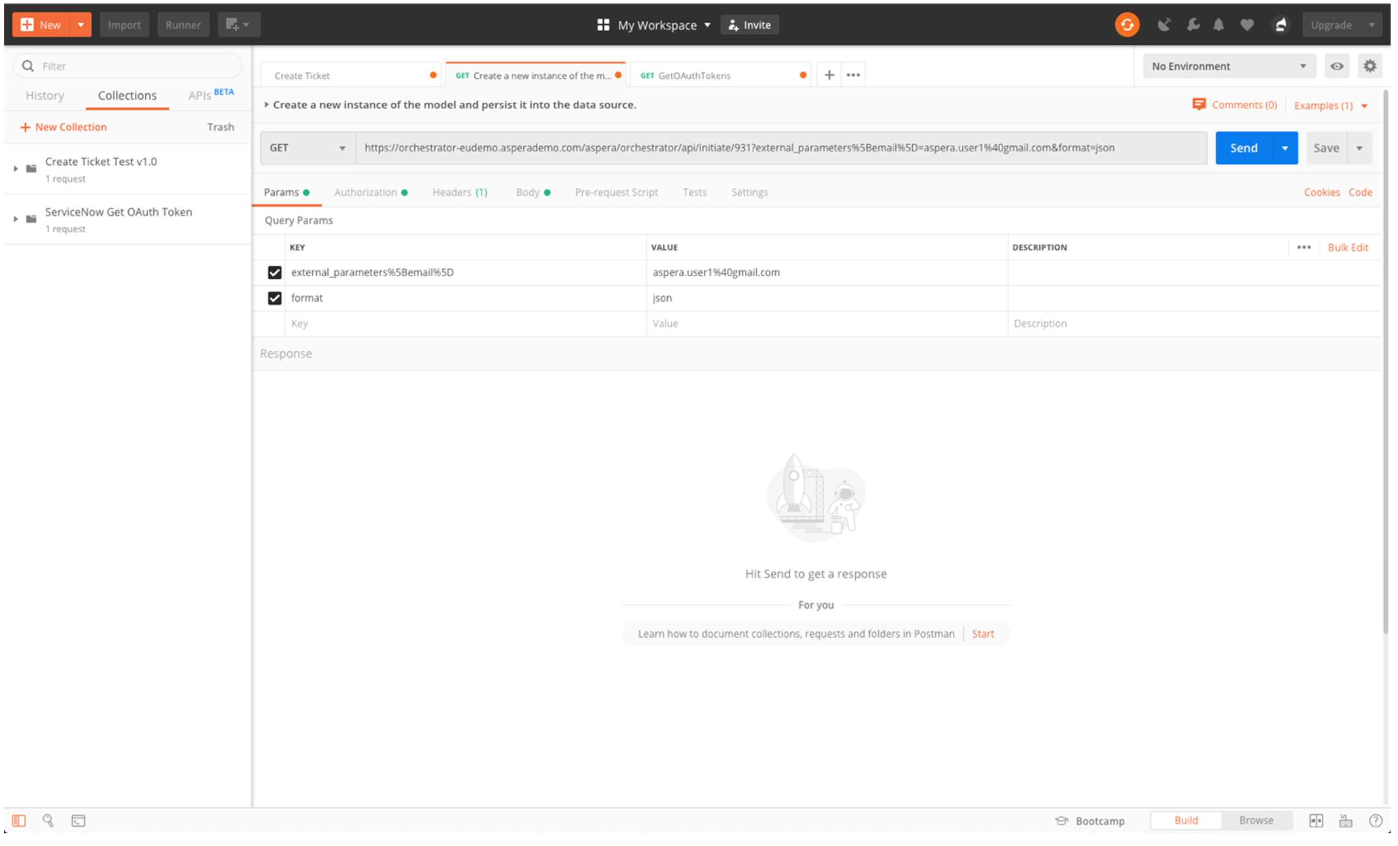 New Import Runner My Workspace Invite Upgrade
Filter
History Collections APIs BETA
+ New Collection Trash
Create Ticket Test v1.0
1 request
ServiceNow Get OAuth Token
1 request
Create Ticket GET Create a new instance of the m... GET GetOAuthTokens + ••• No Environment
Create a new instance of the model and persist it into the data source. Comments (0) Examples (1)
GET https://orchestrator-eudemo.asperademo.com/aspera/orchestrator/api/initiate/931?external_parameters%5Bemail%5D=aspera.user1%40gmail.com&format=json Send Save
Params Authorization Headers (1) Body Pre-request Script Tests Settings Cookies Code
Query Params
KEY VALUE DESCRIPTION ••• Bulk Edit
external_parameters%5Bemail%5D aspera.user1%40gmail.com
format json
Key Value Description
Response
Hit Send to get a response
For you
Learn how to document collections, requests and folders in Postman Start
Bootcamp Build Browse